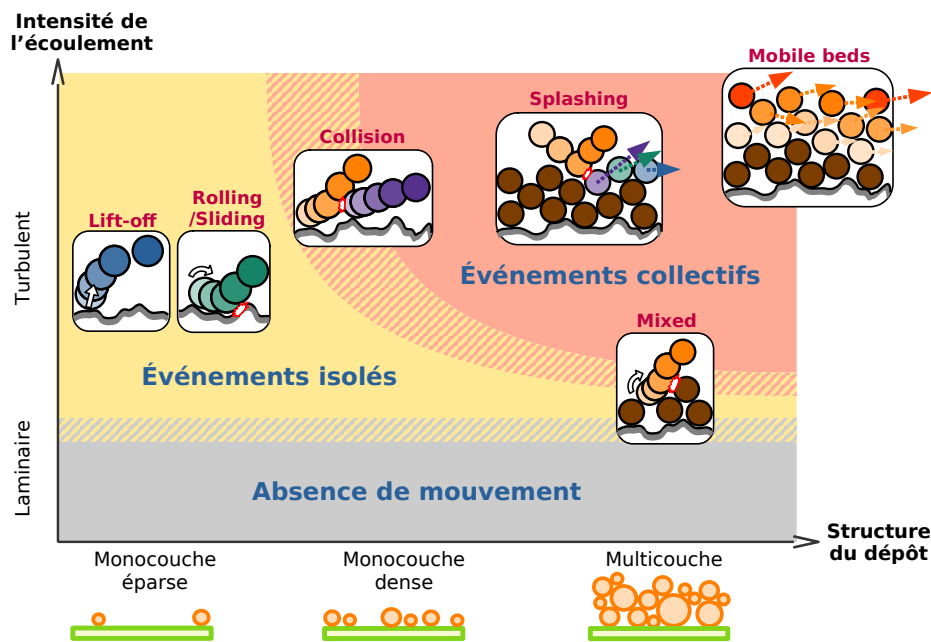 Intensité de
l’écoulement
Mobile beds
Splashing
Collision
Rolling
/Sliding
Lift-off
Turbulent
Événements collectifs
Mixed
Événements isolés
Laminaire
Absence de mouvement
Structure
du dépôt
Monocouche
éparse
Monocouche
dense
Multicouche